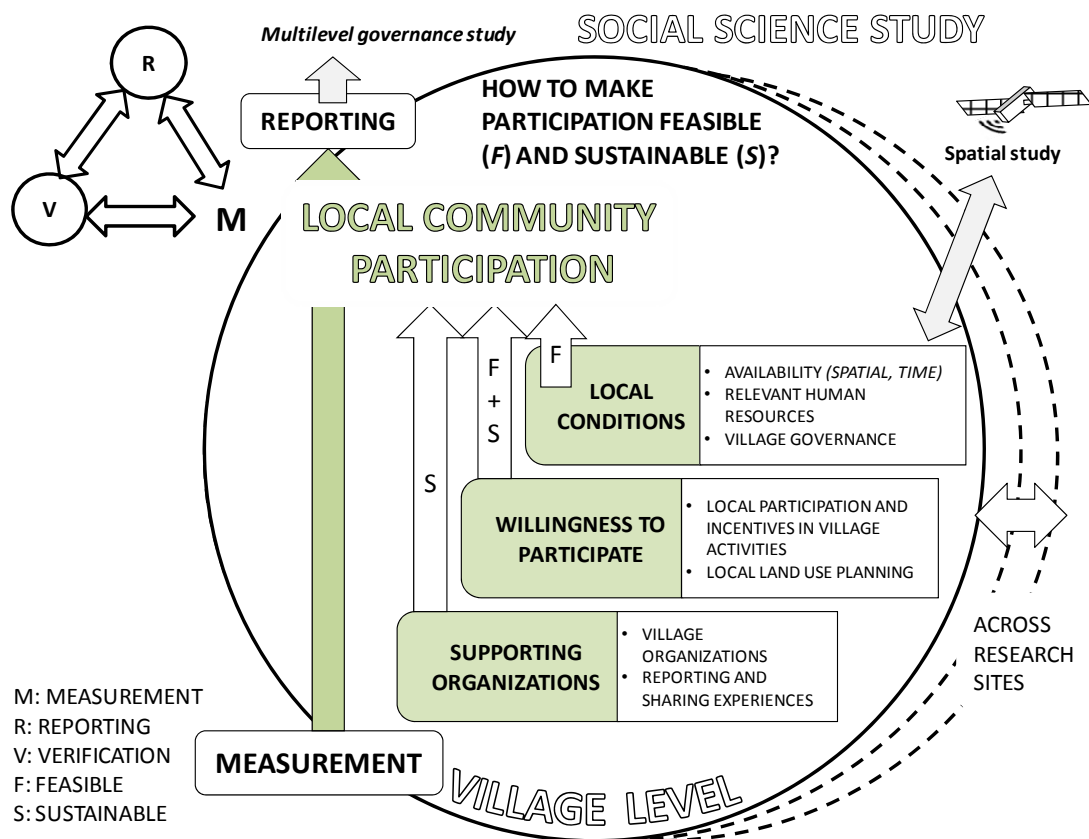 SOCIAL SCIENCE STUDY
Multilevel governance study
R
V
M
REPORTING
HOW TO MAKE
PARTICIPATION FEASIBLE
(F) AND SUSTAINABLE (S)?
Spatial study
LOCAL COMMUNITY
PARTICIPATION
F
F
+
S
S
LOCAL
CONDITIONS
• AVAILABILITY (SPATIAL, TIME)
• RELEVANT HUMAN
RESOURCES
• VILLAGE GOVERNANCE
WILLINGNESS TO
PARTICIPATE
• LOCAL PARTICIPATION AND
INCENTIVES IN VILLAGE
ACTIVITIES
• LOCAL LAND USE PLANNING
SUPPORTING
ORGANIZATIONS
• VILLAGE
ORGANIZATIONS
• REPORTING AND
SHARING EXPERIENCES
ACROSS
RESEARCH
SITES
M: MEASUREMENT
R: REPORTING
V: VERIFICATION
F: FEASIBLE
S: SUSTAINABLE
MEASUREMENT
VILLAGE LEVEL